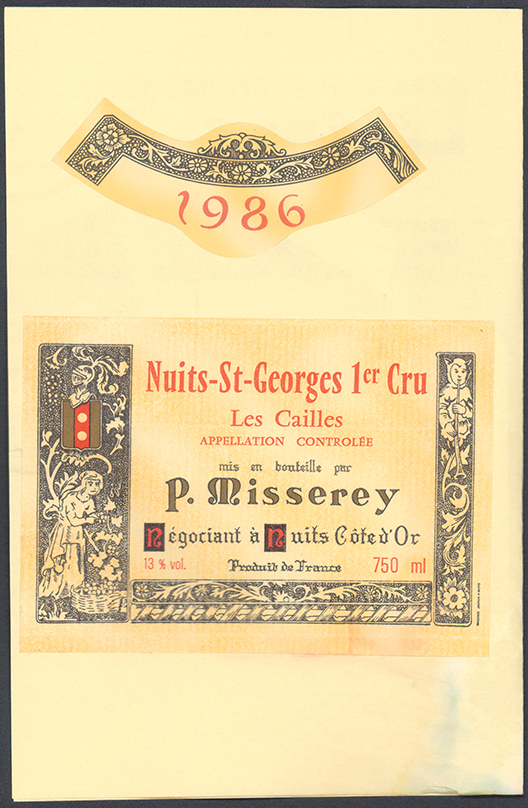 1986
Nuits-St-Georges 1er Cru
Les Cailles
APPELLATION CONTROLÉE
mis en bouteille par
P. Misserey
Négociant à Nuits Côte d'Or
13 % vol.
Produit de France
750 ml